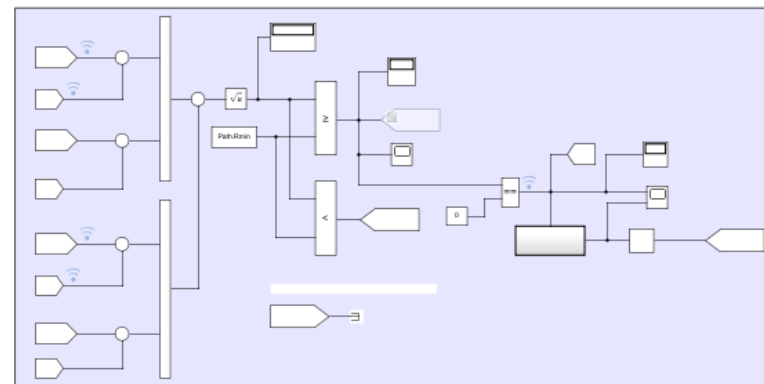 √u
≥
Path.Rmin
<
==
0